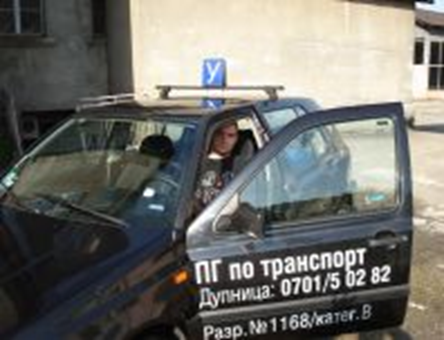 У
ПГ по транспорт
Дупница: 0701/5 02 82
Разр.№1168/катег.В